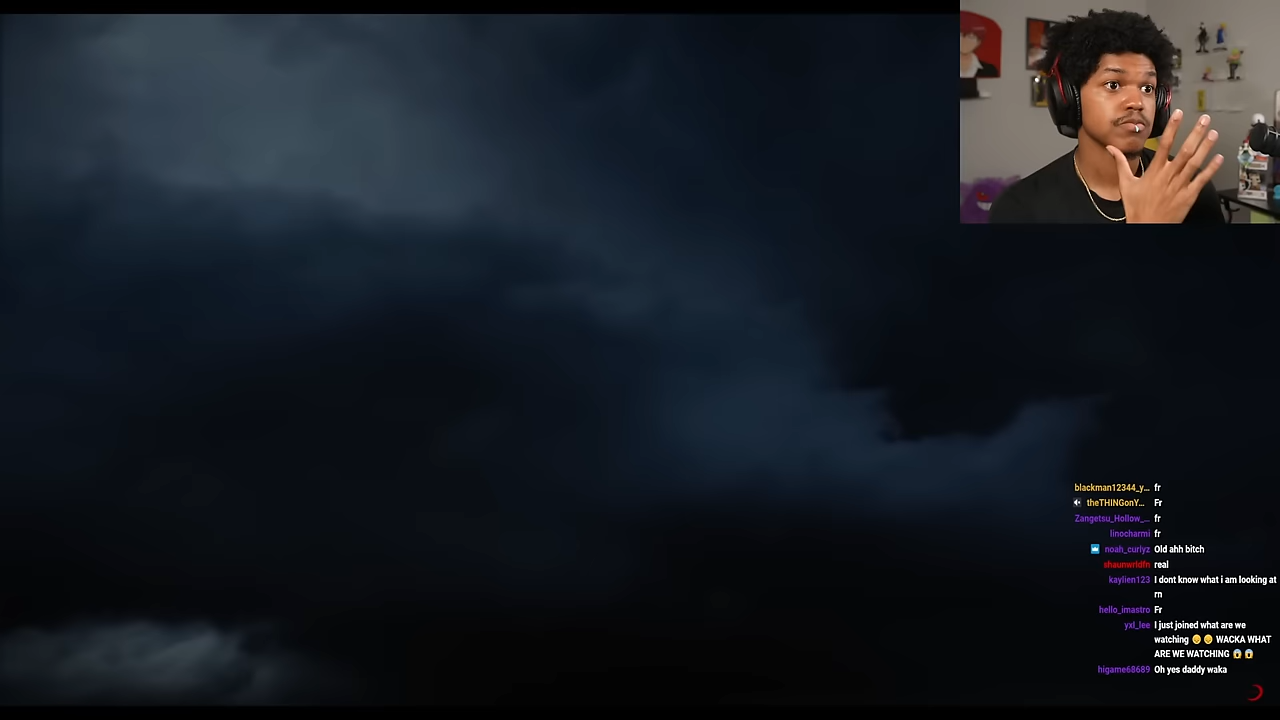 blackman12344_y... fr
theTHINGonY... Fr
Zangetsu_Hollow_... fr
linocharmi fr
noah_curlyz Old ahh bitch
shaunwrldfn real
kaylien123 I dont know what i am looking at
rn
hello_imastro Fr
yxl_lee I just joined what are we
watching 😔😔 WACKA WHAT
ARE WE WATCHING 😱😱
higame68689 Oh yes daddy waka